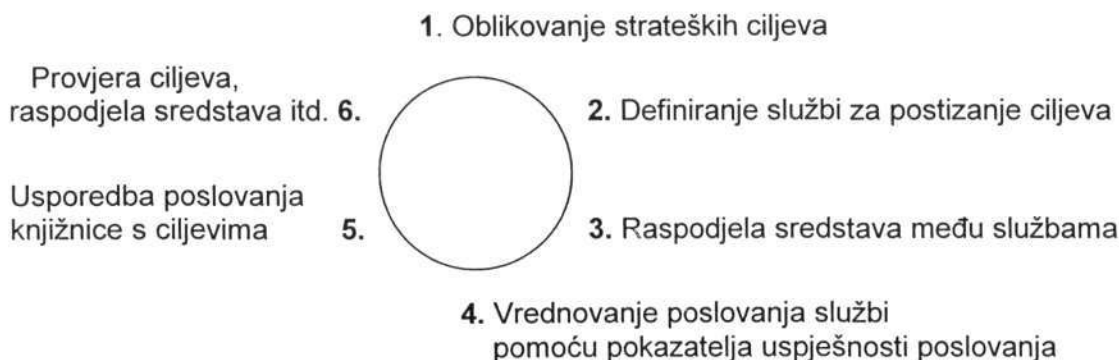 1. Oblikovanje strateških ciljeva
Provjera ciljeva,
raspodjela sredstava itd. 6.
2. Definiranje službi za postizanje ciljeva
Usporedba poslovanja
knjižnice s ciljevima 5.
3. Raspodjela sredstava među službama
4. Vrednovanje poslovanja službi
pomoću pokazatelja uspješnosti poslovanja